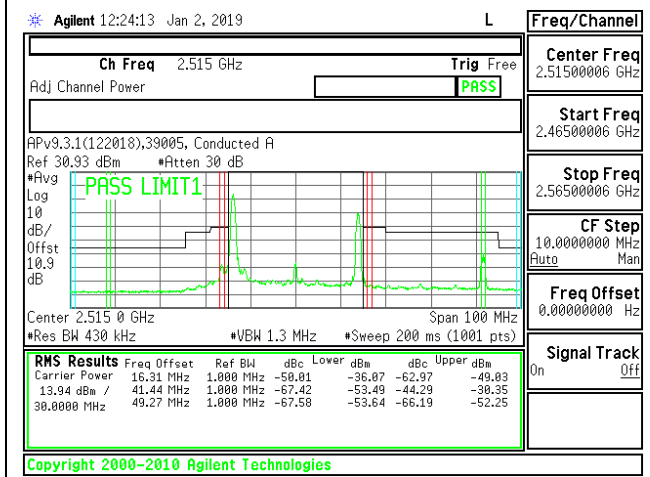 Agilent 12:24:13 Jan 2, 2019 L
Ch Freq 2.515 GHz Trig Free
Adj Channel Power PASS
APv9.3.1(122018),39005, Conducted A
Ref 30.93 dBm #Atten 30 dB
#Avg
Log
10
dB/
Offst
10.9
dB
PASS LIMIT1
Center 2.515 0 GHz Span 100 MHz
#Res BW 430 kHz #VBW 1.3 MHz #Sweep 200 ms (1001 pts)
RMS Results Freq Offset Ref BW dBc Lower dBm dBc Upper dBm
Carrier Power 16.31 MHz 1.000 MHz -50.01 -36.07 -62.97 -49.03
13.94 dBm / 41.44 MHz 1.000 MHz -67.42 -53.49 -44.29 -30.35
30.0000 MHz 49.27 MHz 1.000 MHz -67.58 -53.64 -66.19 -52.25
Copyright 2000-2010 Agilent Technologies
Freq/Channel
Center Freq
2.51500006 GHz
Start Freq
2.46500006 GHz
Stop Freq
2.56500006 GHz
CF Step
10.0000000 MHz
Auto Man
Freq Offset
0.00000000 Hz
Signal Track
On Off